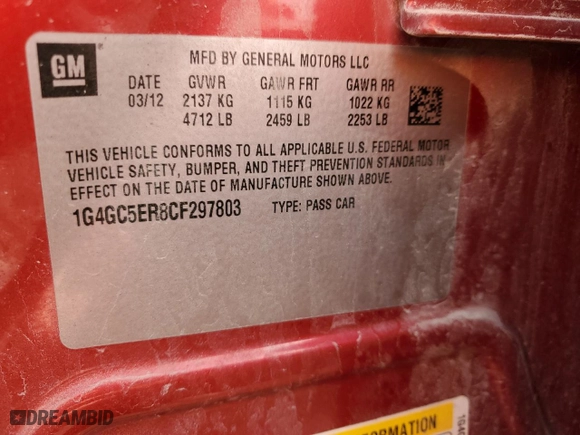 GM
MFD BY GENERAL MOTORS LLC
DATE GVWR GAWR FRT GAWR RR
03/12 2137 KG 1115 KG 1022 KG
4712 LB 2459 LB 2253 LB
THIS VEHICLE CONFORMS TO ALL APPLICABLE U.S. FEDERAL MOTOR
VEHICLE SAFETY, BUMPER, AND THEFT PREVENTION STANDARDS IN
EFFECT ON THE DATE OF MANUFACTURE SHOWN ABOVE.
1G4GC5ER8CF297803 TYPE: PASS CAR
DREAMBID